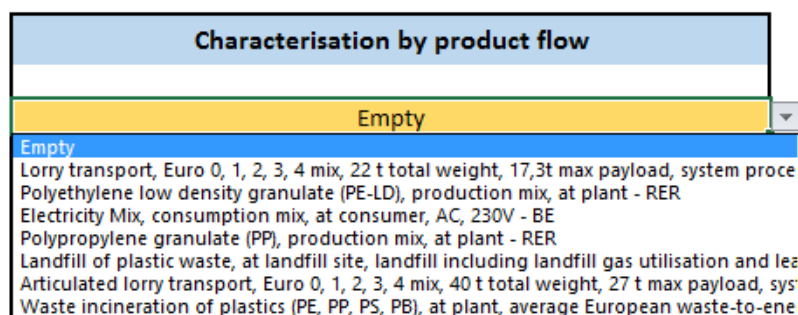 Characterisation by product flow
Empty
Empty
Lorry transport, Euro 0, 1, 2, 3, 4 mix, 22 t total weight, 17,3t max payload, system proce
Polyethylene low density granulate (PE-LD), production mix, at plant - RER
Electricity Mix, consumption mix, at consumer, AC, 230V - BE
Polypropylene granulate (PP), production mix, at plant - RER
Landfill of plastic waste, at landfill site, landfill including landfill gas utilisation and lea
Articulated lorry transport, Euro 0, 1, 2, 3, 4 mix, 40 t total weight, 27 t max payload, sys
Waste incineration of plastics (PE, PP, PS, PB), at plant, average European waste-to-ene